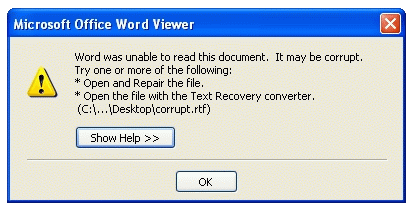 Microsoft Office Word Viewer
Word was unable to read this document.  It may be corrupt.
Try one or more of the following:
* Open and Repair the file.
* Open the file with the Text Recovery converter.
(C:\...\Desktop\corrupt.rtf)
Show Help >>
OK